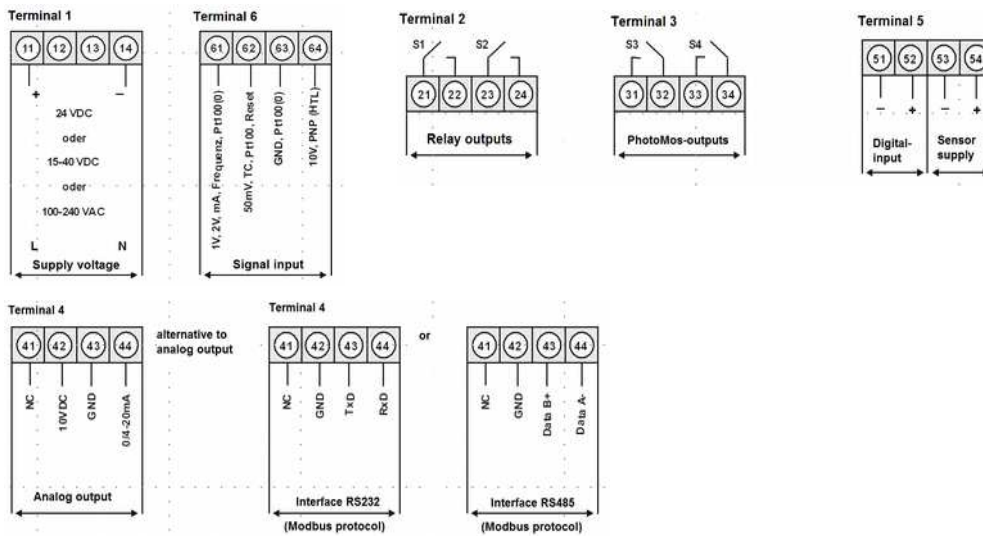 Terminal 1
11 12 13 14
+ −
24 VDC
oder
15-40 VDC
oder
100-240 VAC
L N
Supply voltage
Terminal 6
61 62 63 64
1V, 2V, mA, Frequenz, Pt100(0)
50mV, TC, Pt100, Reset
GND, Pt100(0)
10V, PNP (HTL)
Signal input
Terminal 2
S1 S2
21 22 23 24
Relay outputs
Terminal 3
S3 S4
31 32 33 34
PhotoMos-outputs
Terminal 5
51 52 53 54
− + − +
Digital-
input
Sensor
supply
Terminal 4
41 42 43 44
NC
10VDC
GND
0/4-20mA
Analog output
alternative to
analog output
Terminal 4
41 42 43 44
NC
GND
TxD
RxD
Interface RS232
(Modbus protocol)
or
41 42 43 44
NC
GND
Data B+
Data A-
Interface RS485
(Modbus protocol)